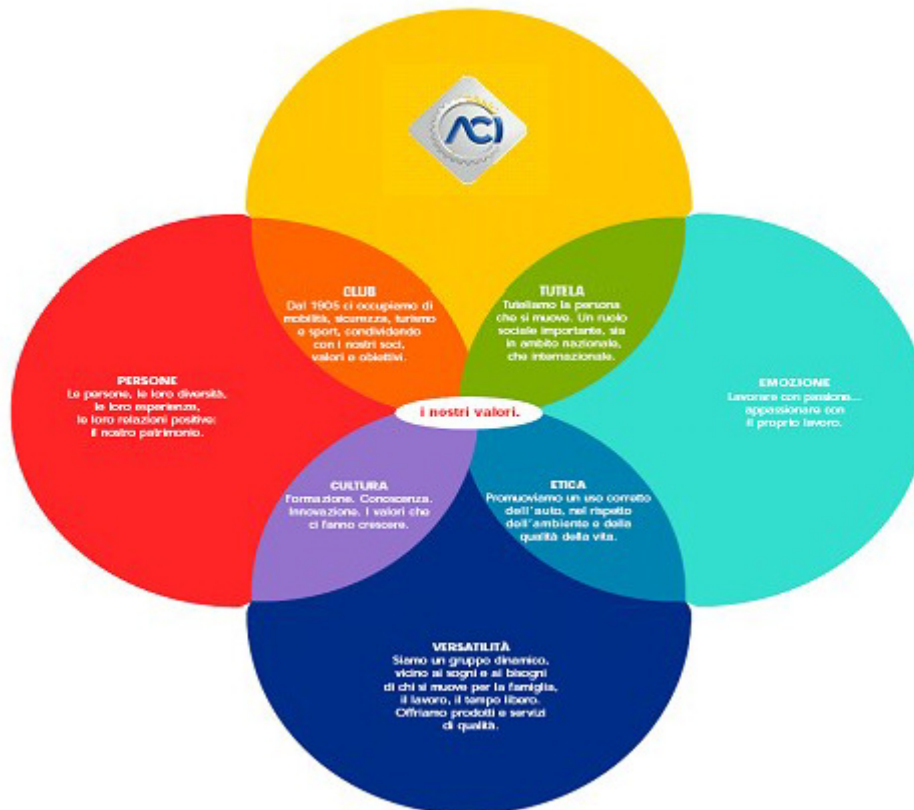 ACI
CLUB
Dal 1905 ci occupiamo di
mobilità, sicurezza, turismo
e sport, condividendo
con i nostri soci,
valori e obiettivi.
TUTELA
Tuteliamo la persona
che si muove. Un ruolo
sociale importante, sia
in ambito nazionale,
che internazionale.
PERSONE
Le persone, le loro diversità,
le loro esperienze,
le loro relazioni positive:
il nostro patrimonio.
i nostri valori.
EMOZIONE
Lavorare con passione...
appassionare con
il proprio lavoro.
CULTURA
Formazione. Conoscenza.
Innovazione. I valori che
ci fanno crescere.
ETICA
Promuoviamo un uso corretto
dell'auto, nel rispetto
dell'ambiente e della
qualità della vita.
VERSATILITÀ
Siamo un gruppo dinamico,
vicino ai sogni e ai bisogni
di chi si muove per la famiglia,
il lavoro, il tempo libero.
Offriamo prodotti e servizi
di qualità.